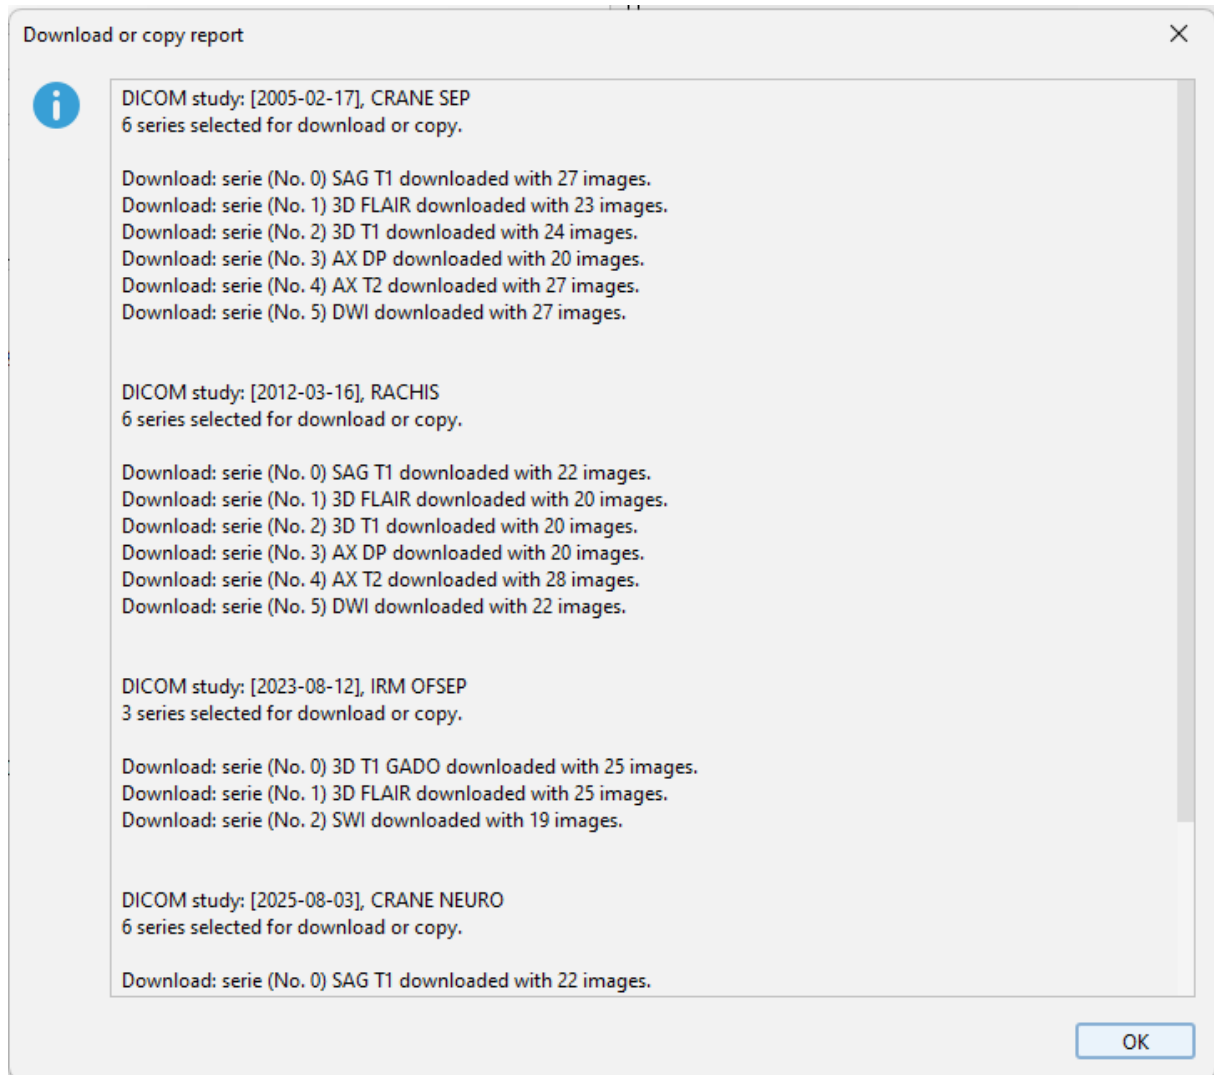 Download or copy report
DICOM study: [2005-02-17], CRANE SEP
6 series selected for download or copy.
Download: serie (No. 0) SAG T1 downloaded with 27 images.
Download: serie (No. 1) 3D FLAIR downloaded with 23 images.
Download: serie (No. 2) 3D T1 downloaded with 24 images.
Download: serie (No. 3) AX DP downloaded with 20 images.
Download: serie (No. 4) AX T2 downloaded with 27 images.
Download: serie (No. 5) DWI downloaded with 27 images.
DICOM study: [2012-03-16], RACHIS
6 series selected for download or copy.
Download: serie (No. 0) SAG T1 downloaded with 22 images.
Download: serie (No. 1) 3D FLAIR downloaded with 20 images.
Download: serie (No. 2) 3D T1 downloaded with 20 images.
Download: serie (No. 3) AX DP downloaded with 20 images.
Download: serie (No. 4) AX T2 downloaded with 28 images.
Download: serie (No. 5) DWI downloaded with 22 images.
DICOM study: [2023-08-12], IRM OFSEP
3 series selected for download or copy.
Download: serie (No. 0) 3D T1 GADO downloaded with 25 images.
Download: serie (No. 1) 3D FLAIR downloaded with 25 images.
Download: serie (No. 2) SWI downloaded with 19 images.
DICOM study: [2025-08-03], CRANE NEURO
6 series selected for download or copy.
Download: serie (No. 0) SAG T1 downloaded with 22 images.
OK